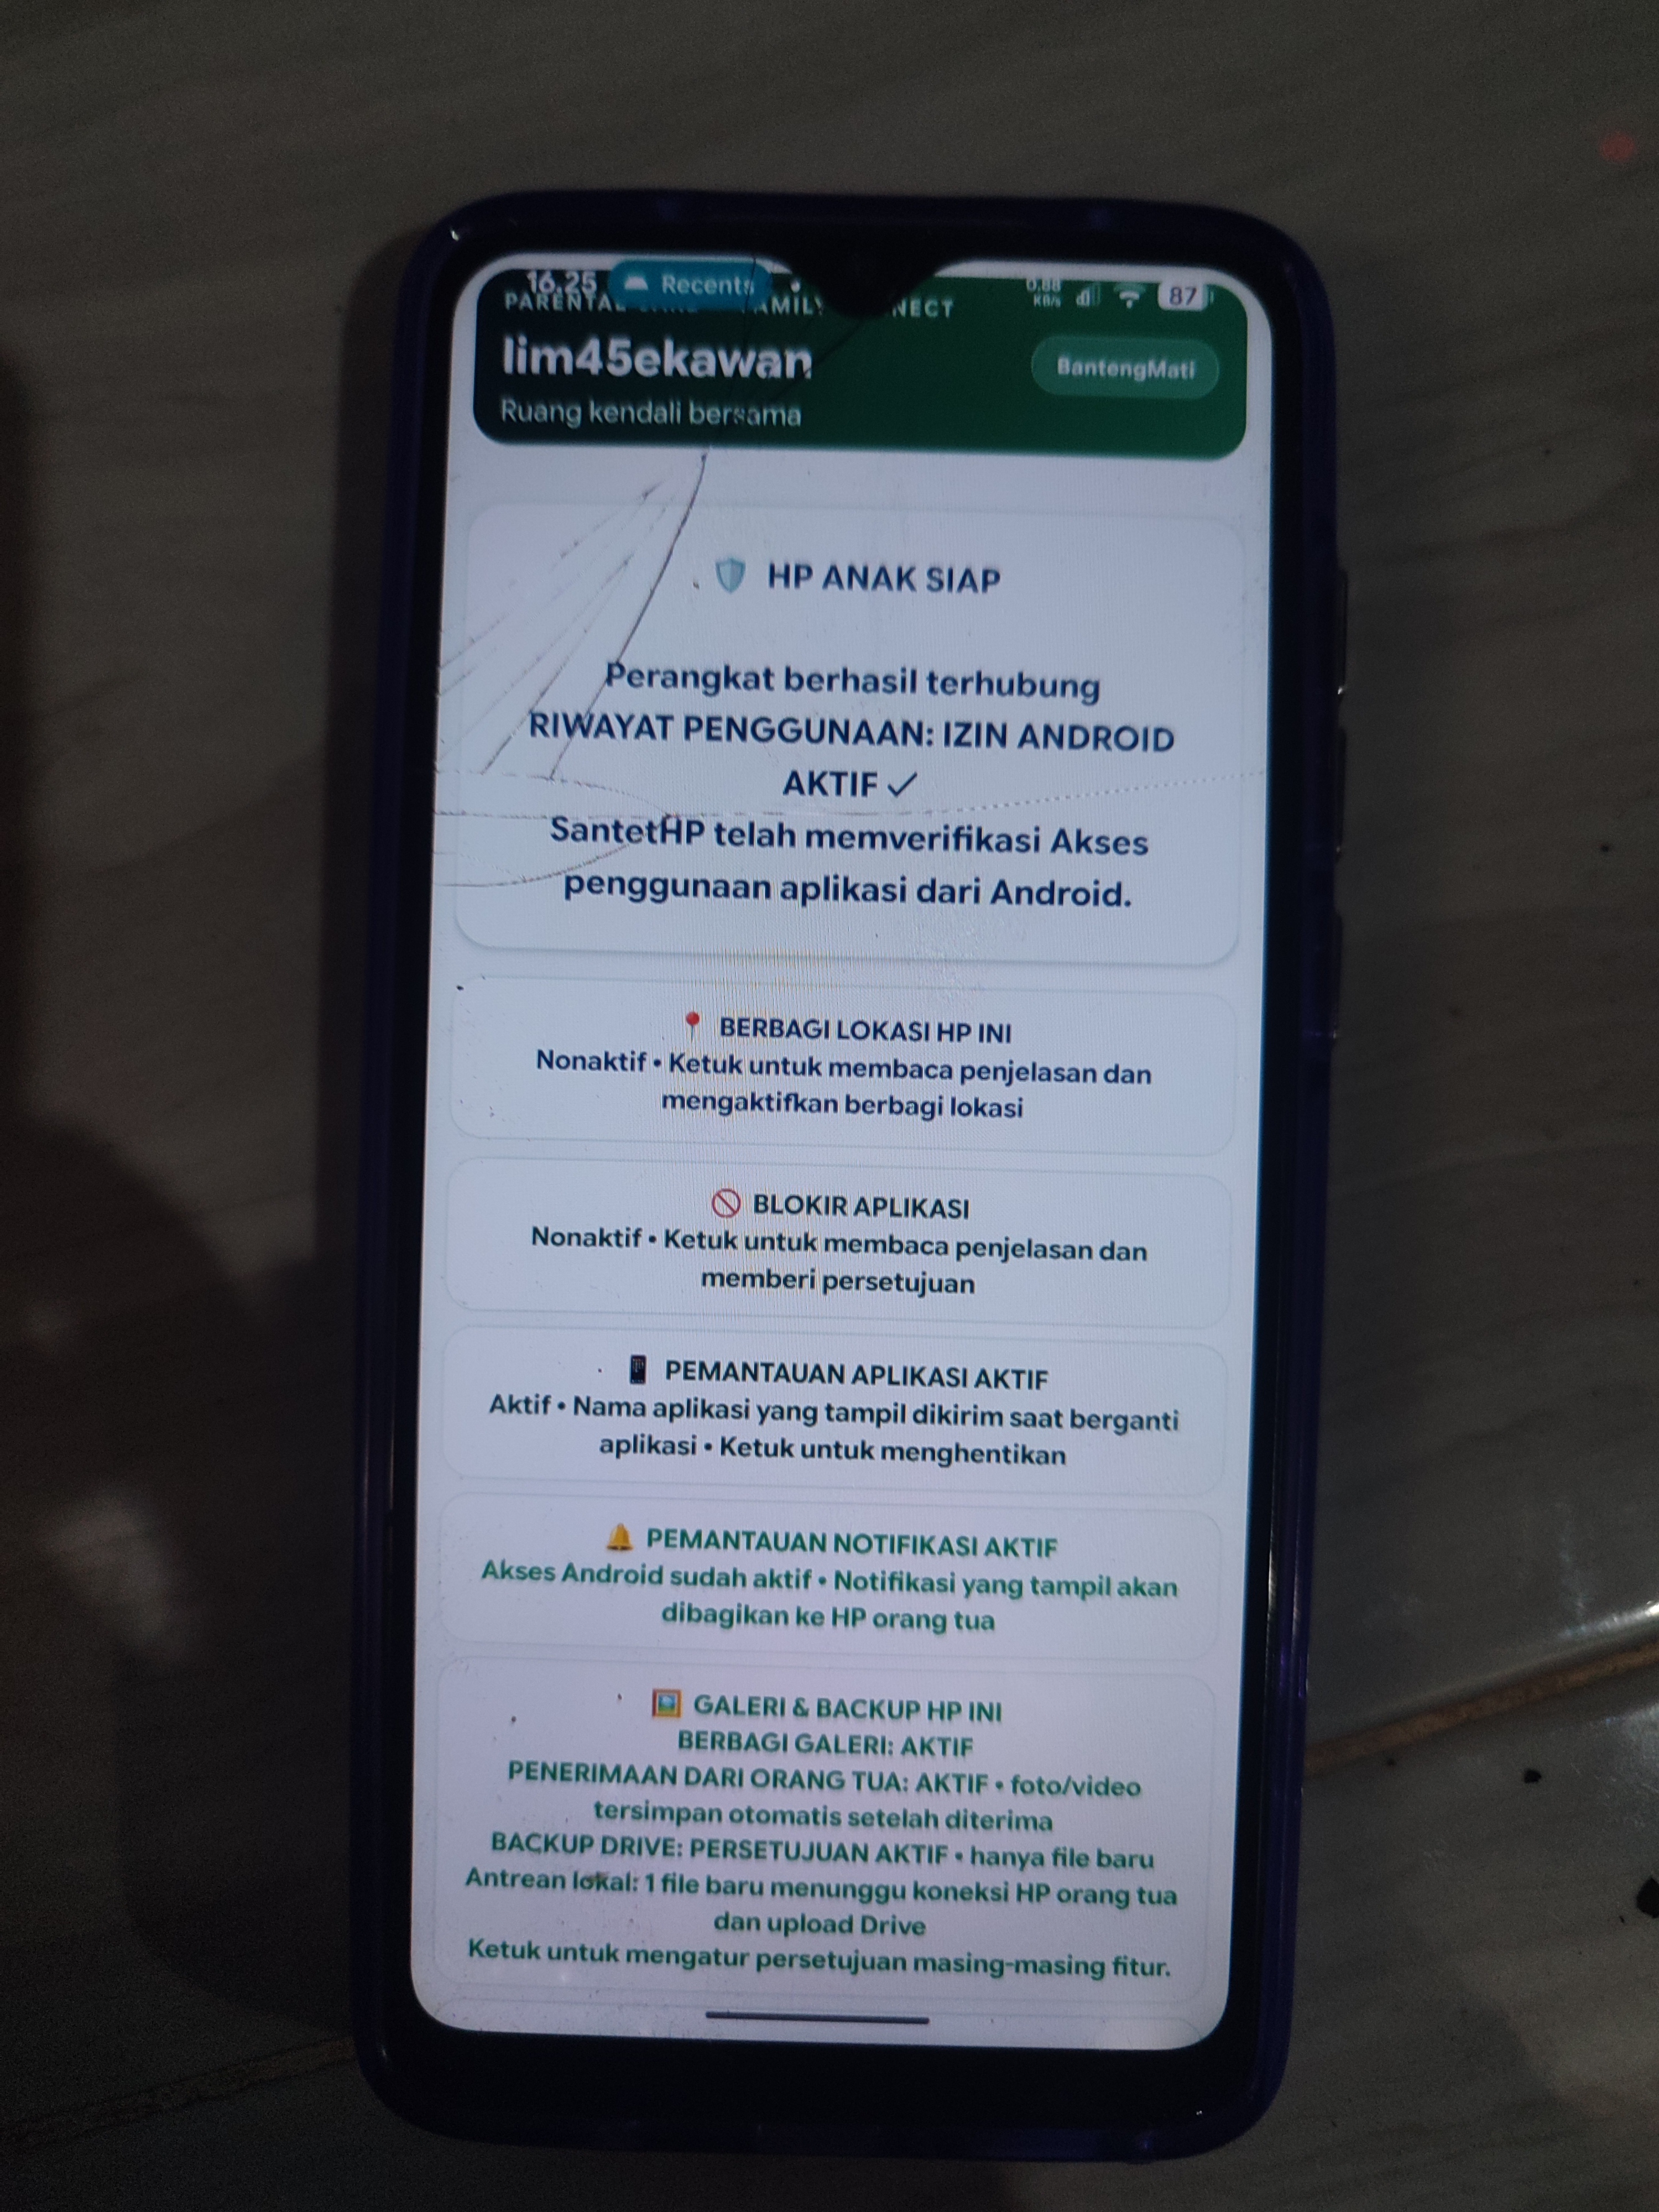 16.25 Recents 0,88 KB/s 87
PARENTAL
lim45ekawan
BantengMati
Ruang kendali bersama
HP ANAK SIAP
Perangkat berhasil terhubung
RIWAYAT PENGGUNAAN: IZIN ANDROID
AKTIF ✓
SantetHP telah memverifikasi Akses
penggunaan aplikasi dari Android.
BERBAGI LOKASI HP INI
Nonaktif • Ketuk untuk membaca penjelasan dan
mengaktifkan berbagi lokasi
BLOKIR APLIKASI
Nonaktif • Ketuk untuk membaca penjelasan dan
memberi persetujuan
PEMANTAUAN APLIKASI AKTIF
Aktif • Nama aplikasi yang tampil dikirim saat berganti
aplikasi • Ketuk untuk menghentikan
PEMANTAUAN NOTIFIKASI AKTIF
Akses Android sudah aktif • Notifikasi yang tampil akan
dibagikan ke HP orang tua
GALERI & BACKUP HP INI
BERBAGI GALERI: AKTIF
PENERIMAAN DARI ORANG TUA: AKTIF • foto/video
tersimpan otomatis setelah diterima
BACKUP DRIVE: PERSETUJUAN AKTIF • hanya file baru
Antrean lokal: 1 file baru menunggu koneksi HP orang tua
dan upload Drive
Ketuk untuk mengatur persetujuan masing-masing fitur.